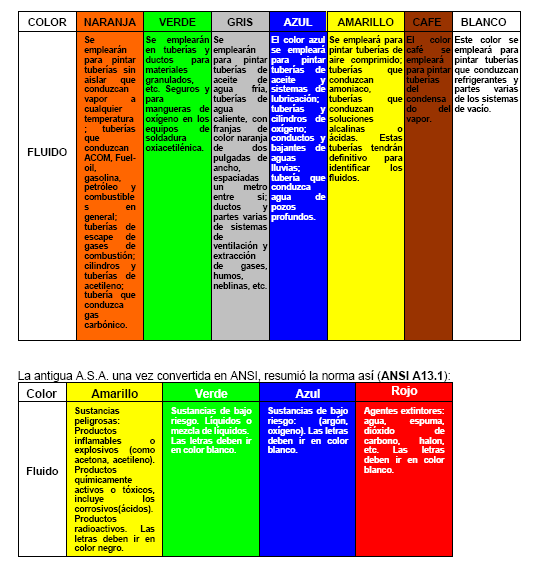 COLOR NARANJA VERDE GRIS AZUL AMARILLO CAFE BLANCO
FLUIDO
Se
emplearán
para pintar
tuberías sin
aislar que
conduzcan
vapor a
cualquier
temperatura
; tuberías
que
conduzcan
ACOM, Fuel-
oil,
gasolina,
petróleo y
combustible
s en
general;
tuberías de
escape de
gases de
combustión;
cilindros y
tuberías de
acetileno;
tubería que
conduzca
gas
carbónico.
Se emplearán
en tuberías y
ductos para
materiales
granulados,
etc. Seguros y
para
mangueras de
oxígeno en los
equipos de
soldadura
oxiacetilénica.
Se
emplearán
para pintar
tuberías de
aceite de
agua fría,
tuberías de
agua
caliente, con
franjas de
color naranja
de dos
pulgadas de
ancho,
espaciadas
un metro
entre si;
ductos y
partes varias
de sistemas
de
ventilación y
extracción
de gases,
humos,
neblinas, etc.
El color azul
se empleará
para pintar
tuberías de
aceite y
sistemas de
lubricación;
tuberías y
cilindros de
oxígeno;
conductos y
bajantes de
aguas
lluvias;
tubería que
conduzca
agua de
pozos
profundos.
Se empleará para
pintar tuberías de
aire comprimido;
tuberías que
conduzcan
amoniaco,
tuberías que
conduzcan
soluciones
alcalinas o
ácidas. Estas
tuberías tendrán
definitivo para
identificar los
fluidos.
El color
café se
empleará
para pintar
tuberías
del
condensa
do del
vapor.
Este color se
empleará para
pintar tuberías
que conduzcan
refrigerantes y
partes varias
de los sistemas
de vacío.
La antigua A.S.A. una vez convertida en ANSI, resumió la norma así (ANSI A13.1):
Color Amarillo Verde Azul Rojo
Fluido
Sustancias
peligrosas:
Productos
inflamables o
explosivos (como
acetona, acetileno).
Productos
químicamente
activos o tóxicos,
incluye los
corrosivos(ácidos).
Productos
radioactivos. Las
letras deben ir en
color negro.
Sustancias de bajo
riesgo. Líquidos o
mezcla de líquidos.
Las letras deben ir
en color blanco.
Sustancias de bajo
riesgo: (argón,
oxígeno). Las letras
deben ir en color
blanco.
Agentes extintores:
agua, espuma,
dióxido de
carbono, halon,
etc. Las letras
deben ir en color
blanco.